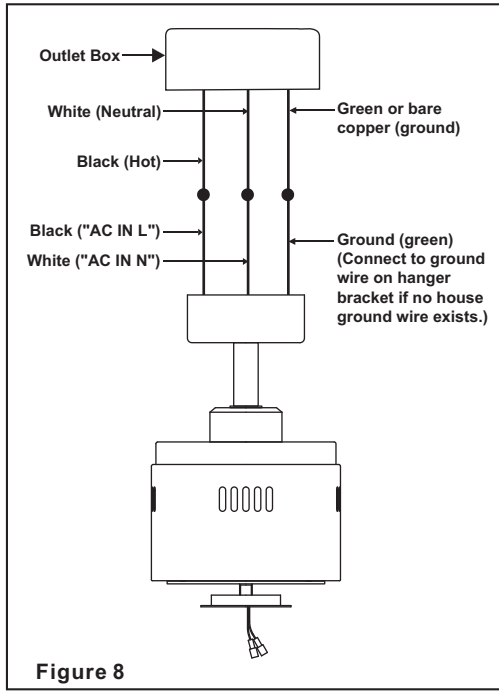 Outlet Box
White (Neutral)
Green or bare
copper (ground)
Black (Hot)
Black ("AC IN L")
White ("AC IN N")
Ground (green)
(Connect to ground
wire on hanger
bracket if no house
ground wire exists.)
Figure 8